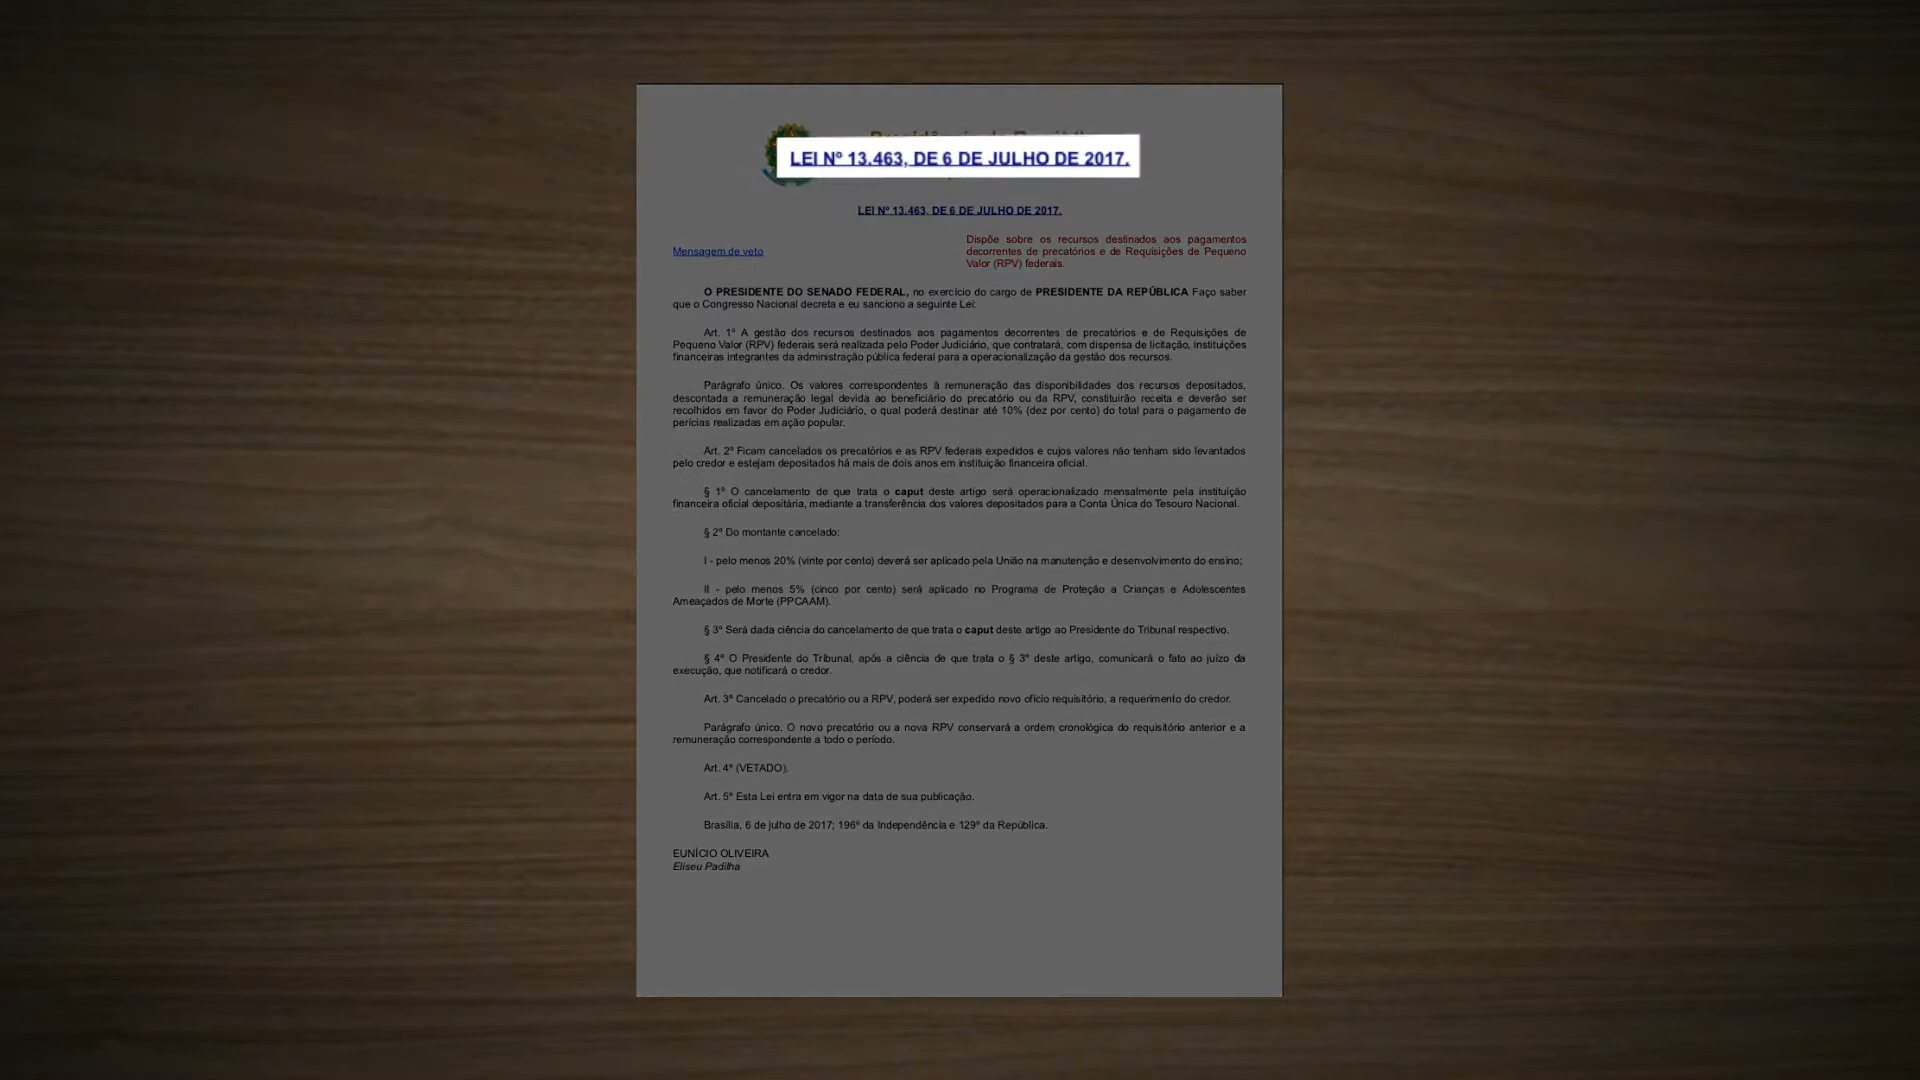 LEI Nº 13.463, DE 6 DE JULHO DE 2017.
LEI Nº 13.463, DE 6 DE JULHO DE 2017.
Mensagem de veto
Dispõe sobre os recursos destinados aos pagamentos
decorrentes de precatórios e de Requisições de Pequeno
Valor (RPV) federais.
O PRESIDENTE DO SENADO FEDERAL, no exercício do cargo de PRESIDENTE DA REPÚBLICA Faço saber
que o Congresso Nacional decreta e eu sanciono a seguinte Lei:
Art. 1º A gestão dos recursos destinados aos pagamentos decorrentes de precatórios e de Requisições de
Pequeno Valor (RPV) federais será realizada pelo Poder Judiciário, que contratará, com dispensa de licitação, instituições
financeiras integrantes da administração pública federal para a operacionalização da gestão dos recursos.
Parágrafo único. Os valores correspondentes à remuneração das disponibilidades dos recursos depositados,
descontada a remuneração legal devida ao beneficiário do precatório ou da RPV, constituirão receita e deverão ser
recolhidos em favor do Poder Judiciário, o qual poderá destinar até 10% (dez por cento) do total para o pagamento de
perícias realizadas em ação popular.
Art. 2º Ficam cancelados os precatórios e as RPV federais expedidos e cujos valores não tenham sido levantados
pelo credor e estejam depositados há mais de dois anos em instituição financeira oficial.
§ 1º O cancelamento de que trata o caput deste artigo será operacionalizado mensalmente pela instituição
financeira oficial depositária, mediante a transferência dos valores depositados para a Conta Única do Tesouro Nacional.
§ 2º Do montante cancelado:
I - pelo menos 20% (vinte por cento) deverá ser aplicado pela União na manutenção e desenvolvimento do ensino;
II - pelo menos 5% (cinco por cento) será aplicado no Programa de Proteção a Crianças e Adolescentes
Ameaçados de Morte (PPCAAM).
§ 3º Será dada ciência do cancelamento de que trata o caput deste artigo ao Presidente do Tribunal respectivo.
§ 4º O Presidente do Tribunal, após a ciência de que trata o § 3º deste artigo, comunicará o fato ao juízo da
execução, que notificará o credor.
Art. 3º Cancelado o precatório ou a RPV, poderá ser expedido novo ofício requisitório, a requerimento do credor.
Parágrafo único. O novo precatório ou a nova RPV conservará a ordem cronológica do requisitório anterior e a
remuneração correspondente a todo o período.
Art. 4º (VETADO).
Art. 5º Esta Lei entra em vigor na data de sua publicação.
Brasília, 6 de julho de 2017; 196º da Independência e 129º da República.
EUNÍCIO OLIVEIRA
Eliseu Padilha